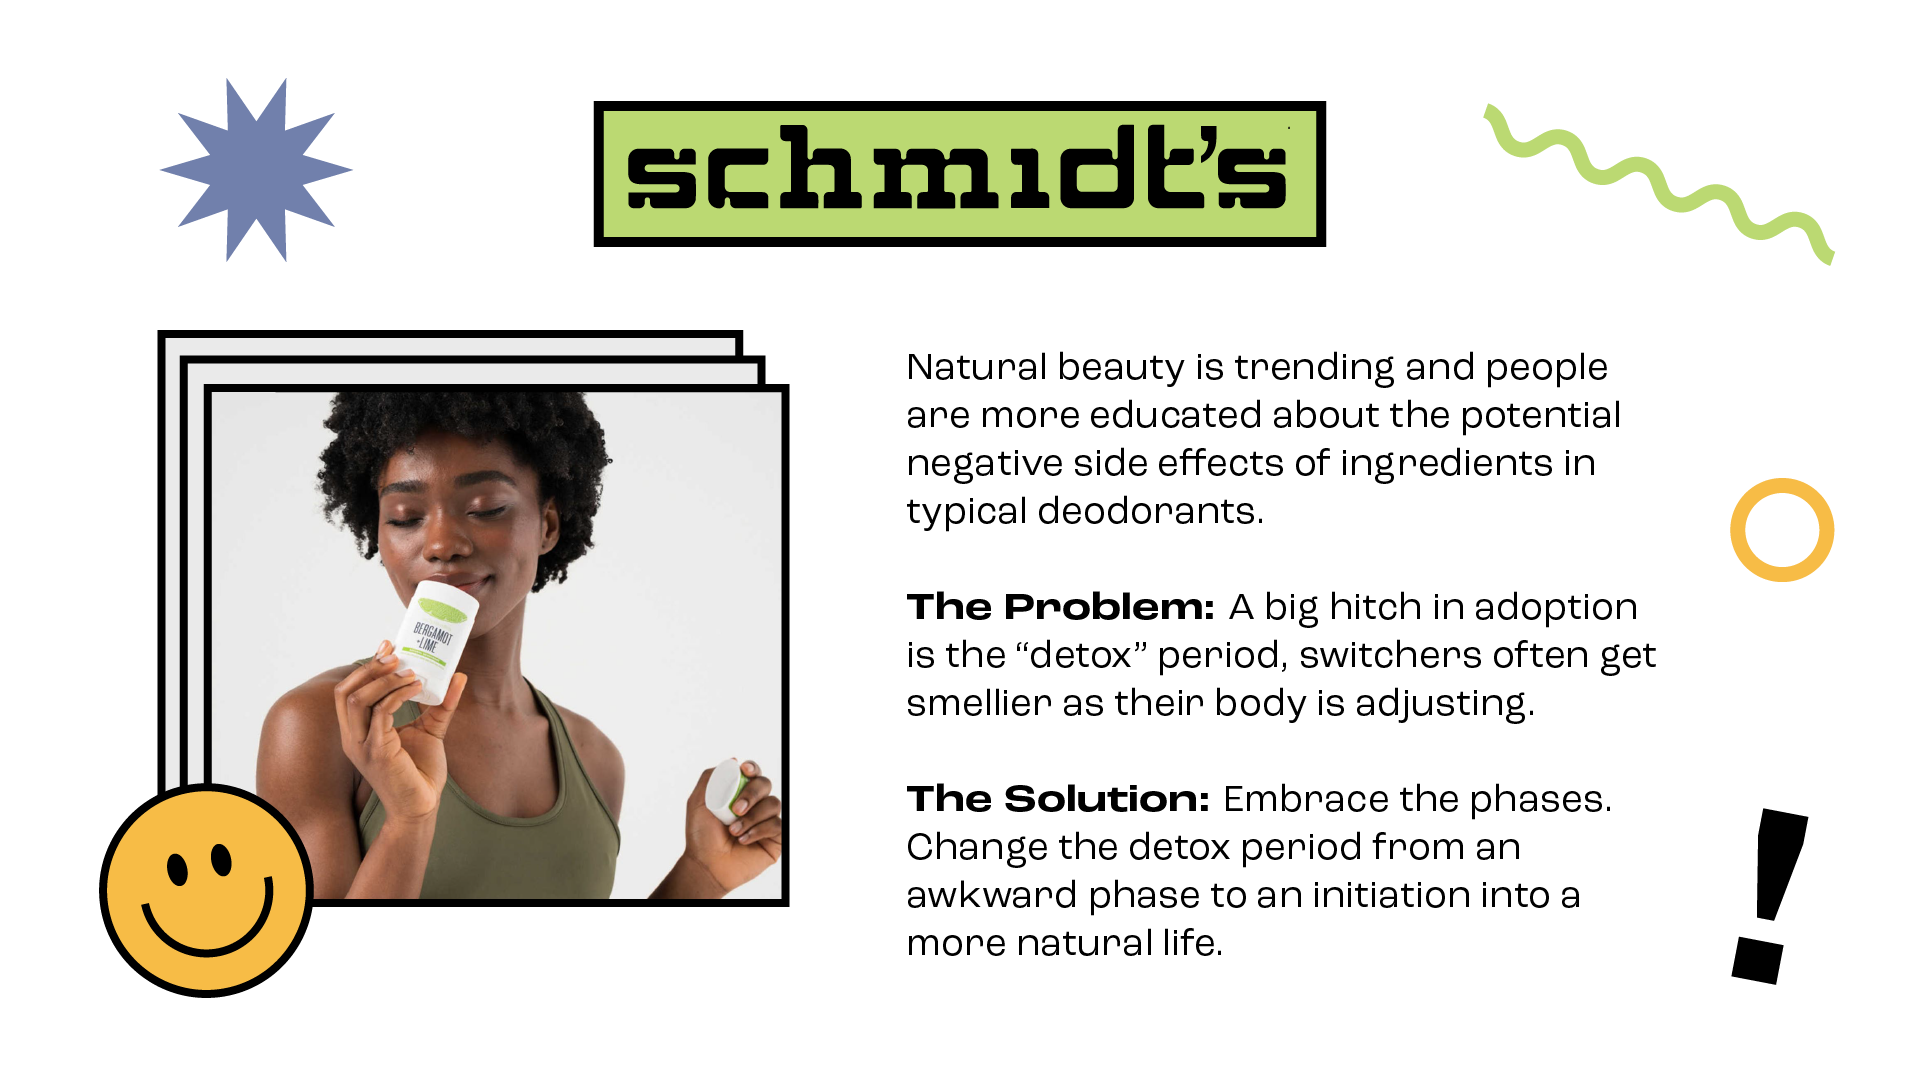 schmidt's
Natural beauty is trending and people
are more educated about the potential
negative side effects of ingredients in
typical deodorants.
The Problem: A big hitch in adoption
is the “detox” period, switchers often get
smellier as their body is adjusting.
The Solution: Embrace the phases.
Change the detox period from an
awkward phase to an initiation into a
more natural life.
BERGAMOT
+LIME
!